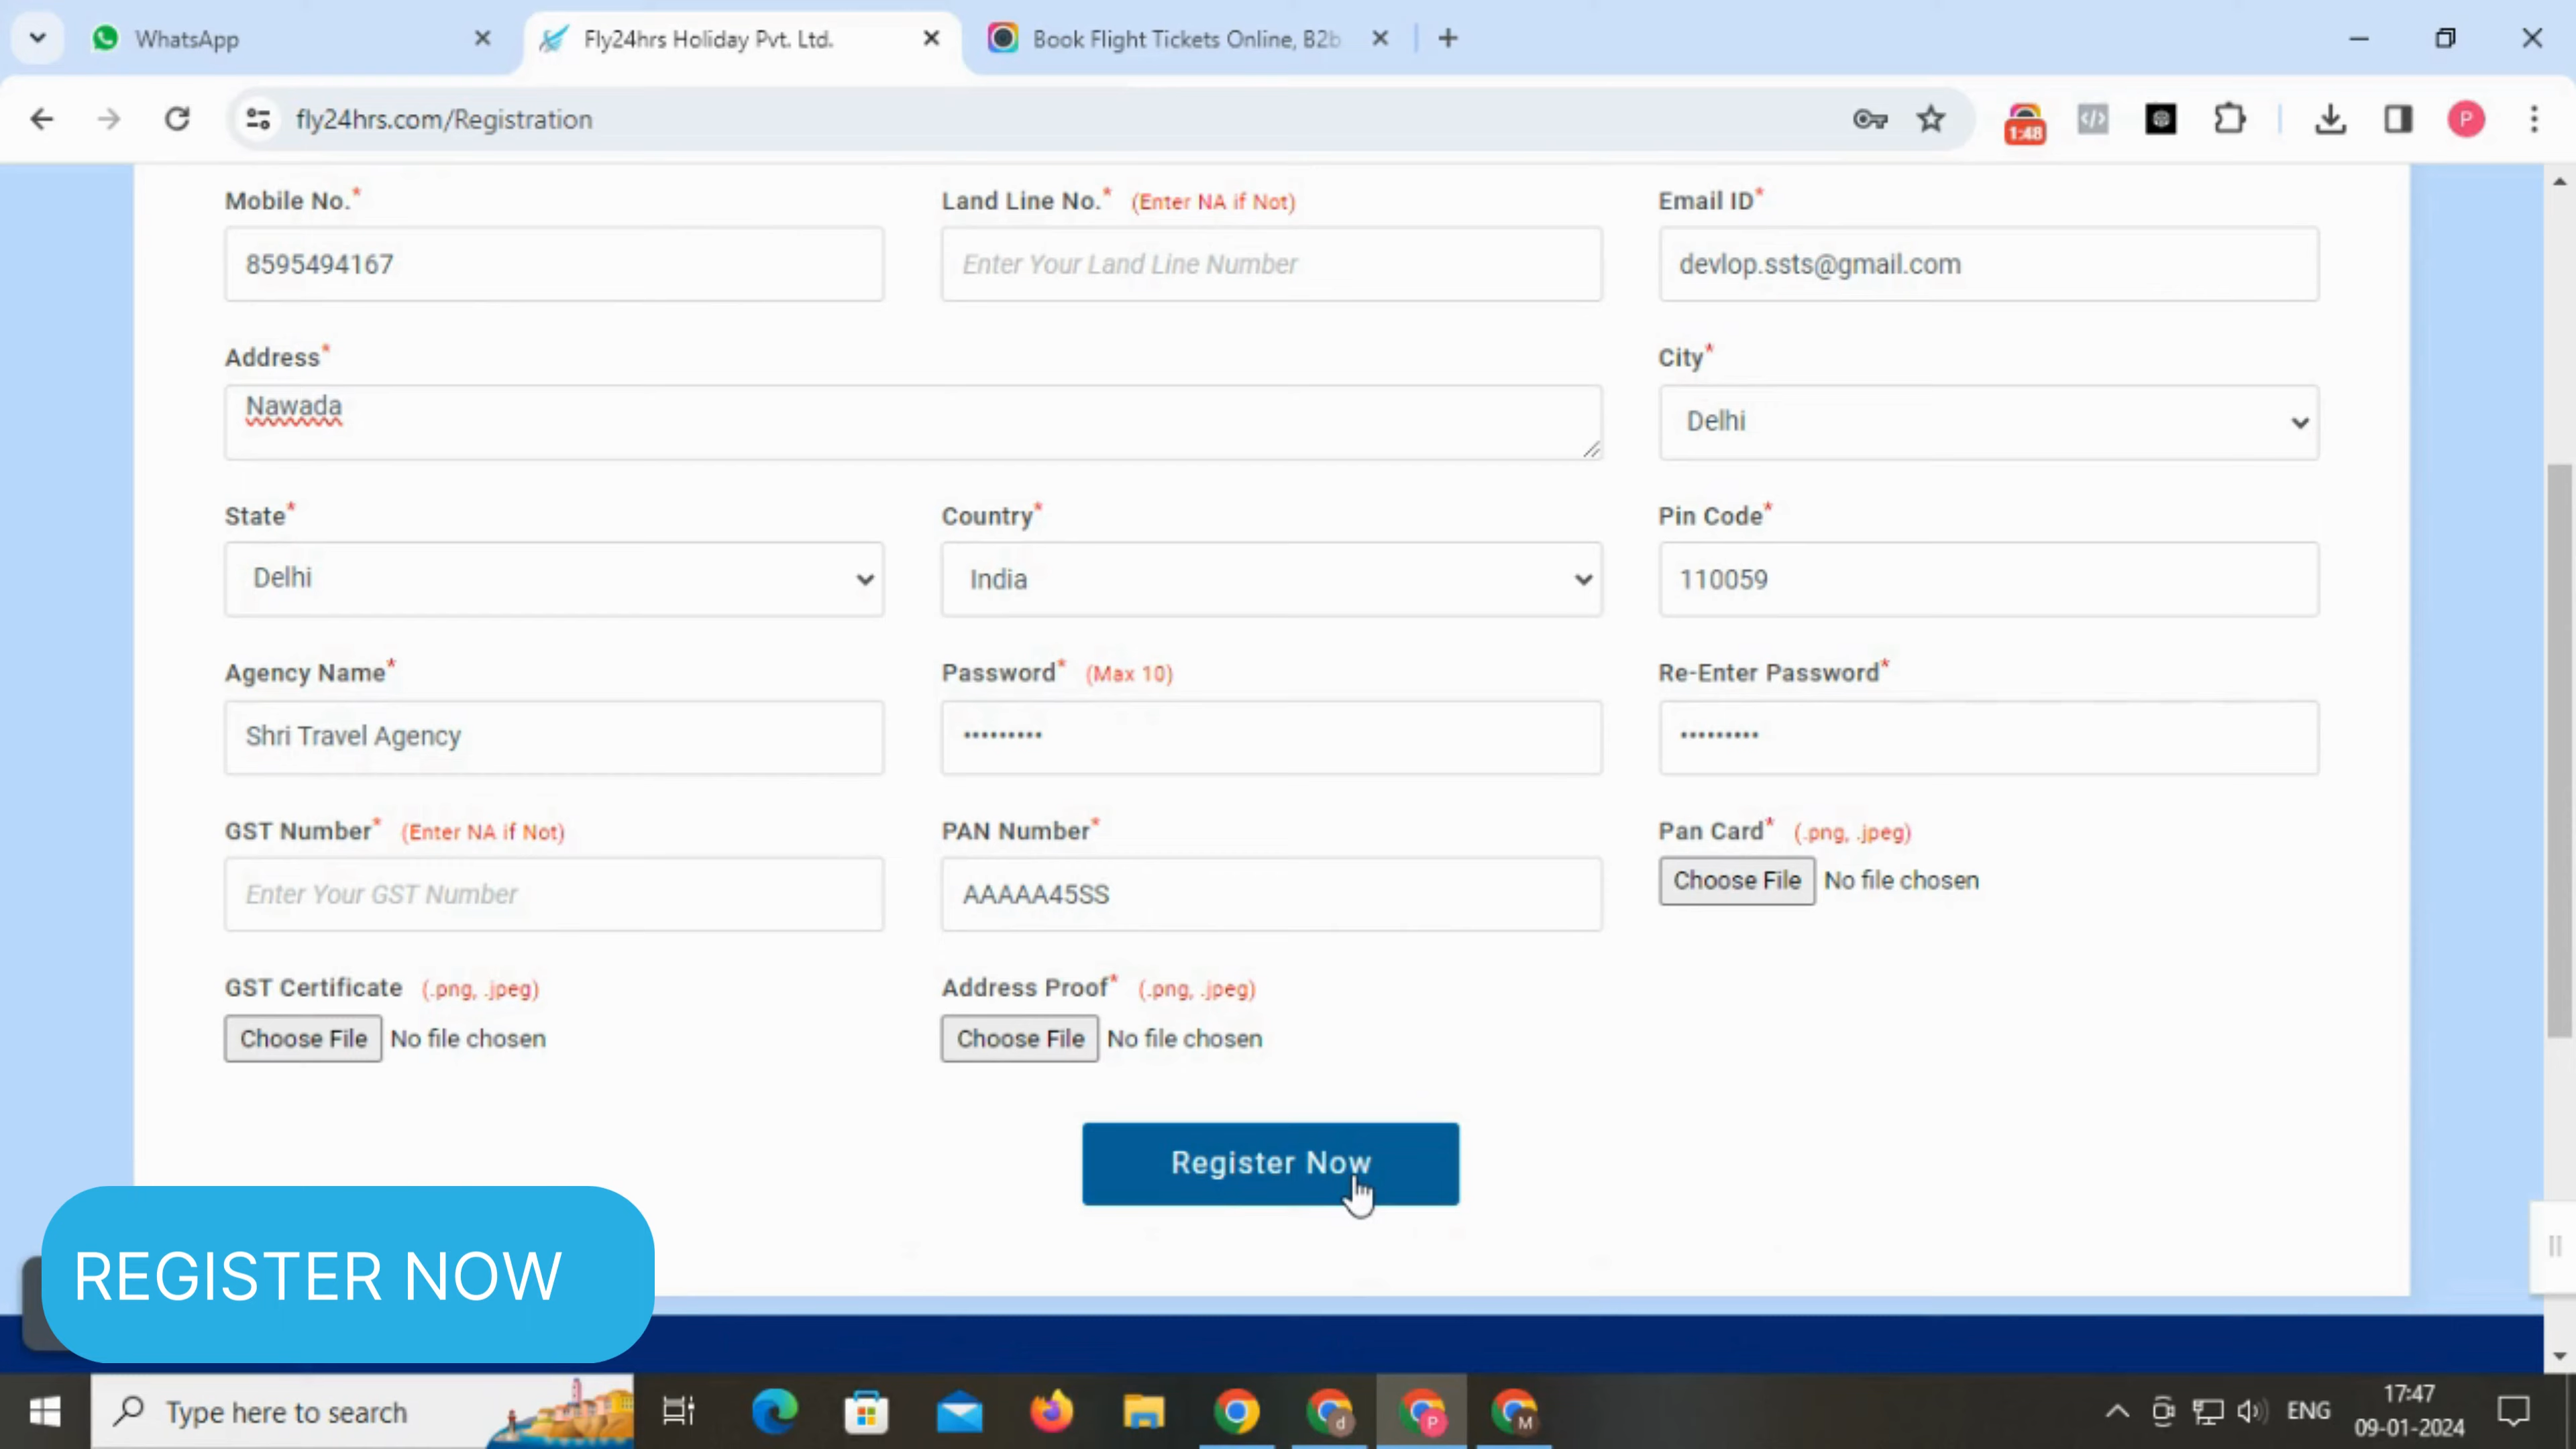 WhatsApp
Fly24hrs Holiday Pvt. Ltd.
Book Flight Tickets Online, B2b
fly24hrs.com/Registration
1:48
P
Mobile No.* Land Line No.* (Enter NA if Not) Email ID*
8595494167 Enter Your Land Line Number devlop.ssts@gmail.com
Address* City*
Nawada Delhi
State* Country* Pin Code*
Delhi India 110059
Agency Name* Password* (Max 10) Re-Enter Password*
Shri Travel Agency ••••••••• •••••••••
GST Number* (Enter NA if Not) PAN Number* Pan Card* (.png, .jpeg)
Enter Your GST Number AAAAA45SS Choose File No file chosen
GST Certificate (.png, .jpeg) Address Proof* (.png, .jpeg)
Choose File No file chosen Choose File No file chosen
Register Now
REGISTER NOW
Type here to search
d
P
M
ENG
17:47
09-01-2024